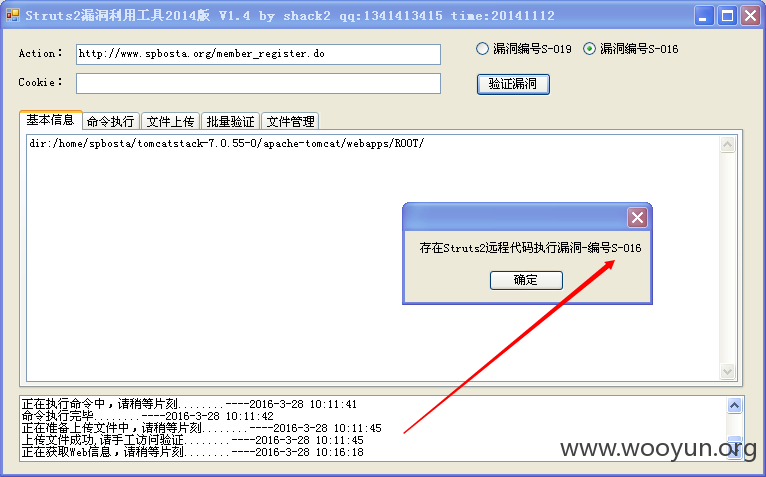 Struts2漏洞利用工具2014版 V1.4 by shack2 qq:1341413415 time:20141112
Action: http://www.spbosta.org/member_register.do
漏洞编号S-019 漏洞编号S-016
Cookie:
验证漏洞
基本信息 命令执行 文件上传 批量验证 文件管理
dir:/home/spbosta/tomcatstack-7.0.55-0/apache-tomcat/webapps/ROOT/
存在Struts2远程代码执行漏洞-编号S-016
确定
正在执行命令中,请稍等片刻........----2016-3-28 10:11:41
命令执行完毕........----2016-3-28 10:11:42
正在准备上传文件中,请稍等片刻........----2016-3-28 10:11:45
上传文件成功,请手工访问验证....----2016-3-28 10:11:45
正在获取Web信息,请稍等片刻........----2016-3-28 10:16:18
www.wooyun.org